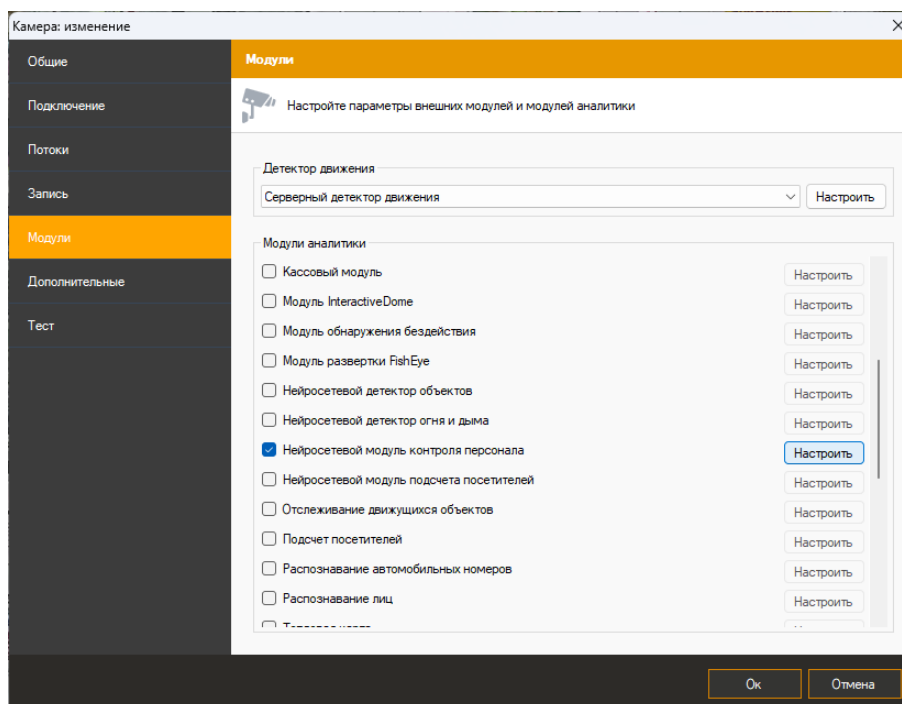 Камера: изменение
Общие
Подключение
Потоки
Запись
Модули
Дополнительные
Тест
Модули
Настройте параметры внешних модулей и модулей аналитики
Детектор движения
Серверный детектор движения
Настроить
Модули аналитики
Кассовый модуль Настроить
Модуль InteractiveDome Настроить
Модуль обнаружения бездействия Настроить
Модуль развертки FishEye Настроить
Нейросетевой детектор объектов Настроить
Нейросетевой детектор огня и дыма Настроить
Нейросетевой модуль контроля персонала Настроить
Нейросетевой модуль подсчета посетителей Настроить
Отслеживание движущихся объектов Настроить
Подсчет посетителей Настроить
Распознавание автомобильных номеров Настроить
Распознавание лиц Настроить
Ок Отмена